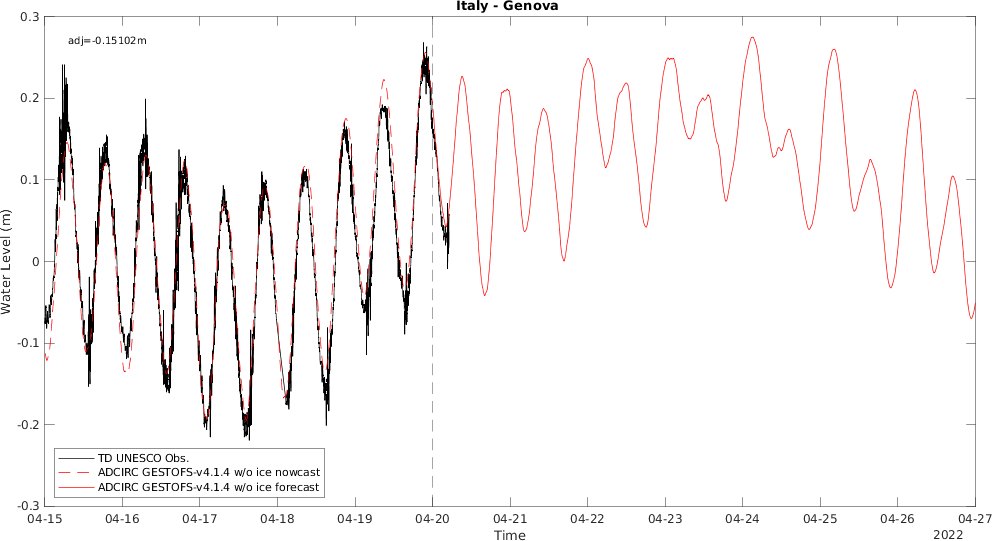 Italy - Genova
adj=-0.15102m
Water Level (m)
0.3
0.2
0.1
0
-0.1
-0.2
-0.3
TD UNESCO Obs.
ADCIRC GESTOFS-v4.1.4 w/o ice nowcast
ADCIRC GESTOFS-v4.1.4 w/o ice forecast
04-15 04-16 04-17 04-18 04-19 04-20 04-21 04-22 04-23 04-24 04-25 04-26 04-27
Time
2022